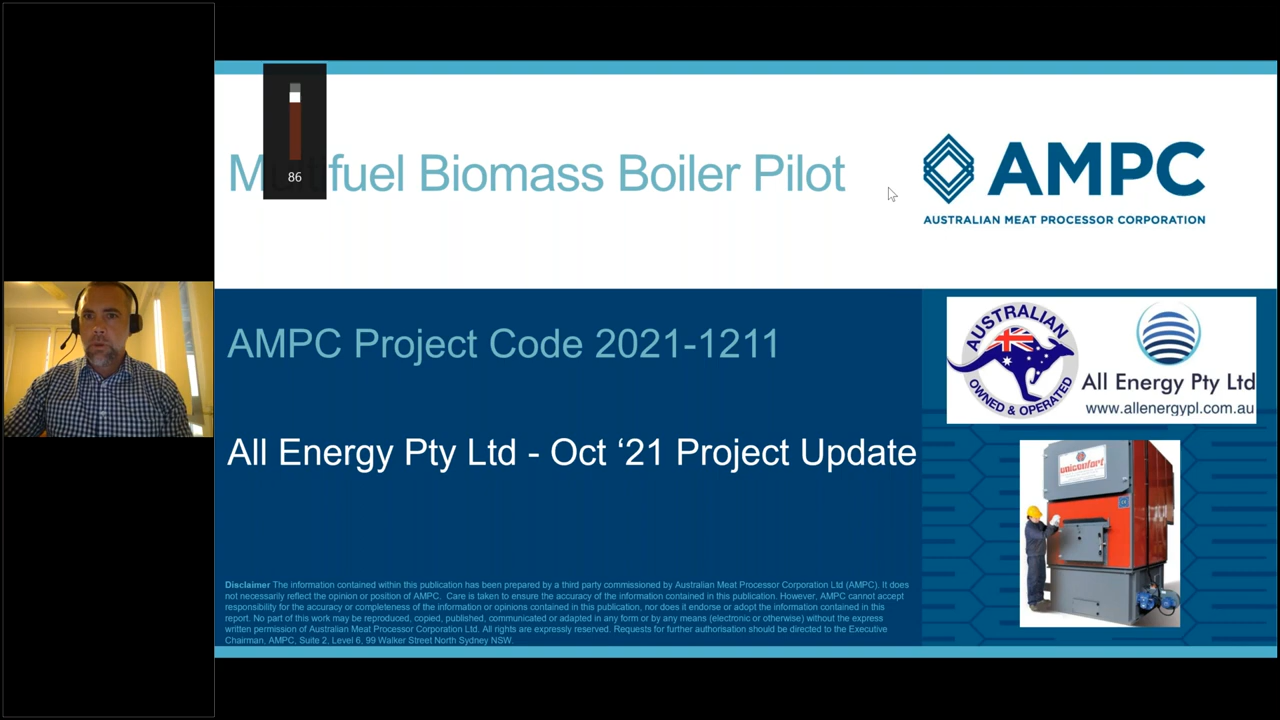 86
Multifuel Biomass Boiler Pilot
AMPC
AUSTRALIAN MEAT PROCESSOR CORPORATION
AMPC Project Code 2021-1211
AUSTRALIAN
OWNED & OPERATED
All Energy Pty Ltd
www.allenergypl.com.au
All Energy Pty Ltd - Oct ‘21 Project Update
uniconfort
Disclaimer The information contained within this publication has been prepared by a third party commissioned by Australian Meat Processor Corporation Ltd (AMPC). It does
not necessarily reflect the opinion or position of AMPC. Care is taken to ensure the accuracy of the information contained in this publication. However, AMPC cannot accept
responsibility for the accuracy or completeness of the information or opinions contained in this publication, nor does it endorse or adopt the information contained in this
report. No part of this work may be reproduced, copied, published, communicated or adapted in any form or by any means (electronic or otherwise) without the express
written permission of Australian Meat Processor Corporation Ltd. All rights are expressly reserved. Requests for further authorisation should be directed to the Executive
Chairman, AMPC, Suite 2, Level 6, 99 Walker Street North Sydney NSW.